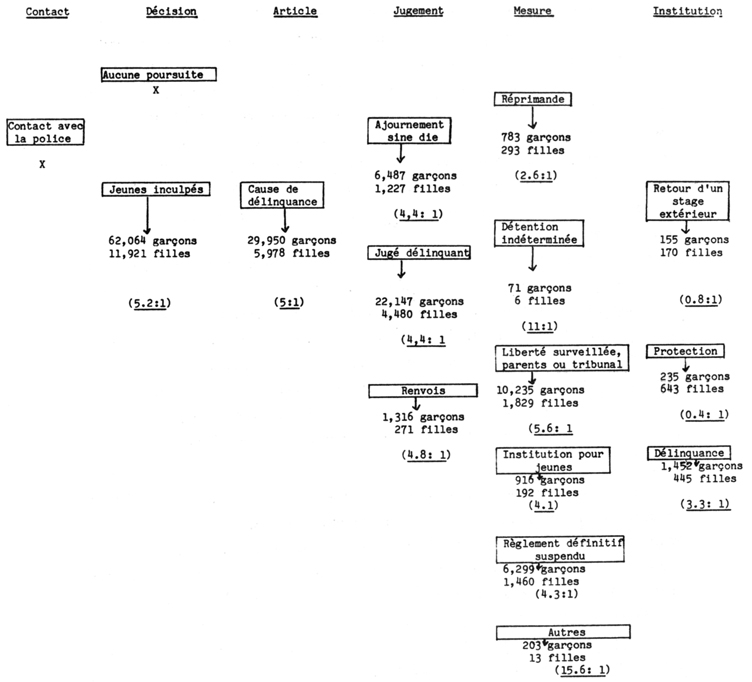 Contact
Décision
Article
Jugement
Mesure
Institution
Aucune poursuite
X
Contact avec
la police
X
Jeunes inculpés
62,064 garçons
11,921 filles
(5.2:1)
Cause de
délinquance
29,950 garçons
5,978 filles
(5:1)
Ajournement
sine die
6,487 garçons
1,227 filles
(4,4: 1)
Jugé délinquant
22,147 garçons
4,480 filles
(4,4: 1
Renvois
1,316 garçons
271 filles
(4.8: 1)
Réprimande
783 garçons
293 filles
(2.6:1)
Détention
indéterminée
71 garçons
6 filles
(11:1)
Liberté surveillée,
parents ou tribunal
10,235 garçons
1,829 filles
(5.6: 1
Institution pour
jeunes
916 garçons
192 filles
(4.1)
Règlement définitif
suspendu
6,299 garçons
1,460 filles
(4.3:1)
Autres
203 garçons
13 filles
(15.6: 1)
Retour d'un
stage
extérieur
155 garçons
170 filles
(0.8:1)
Protection
235 garçons
643 filles
(0.4: 1)
Délinquance
1,452 garçons
445 filles
(3.3: 1)